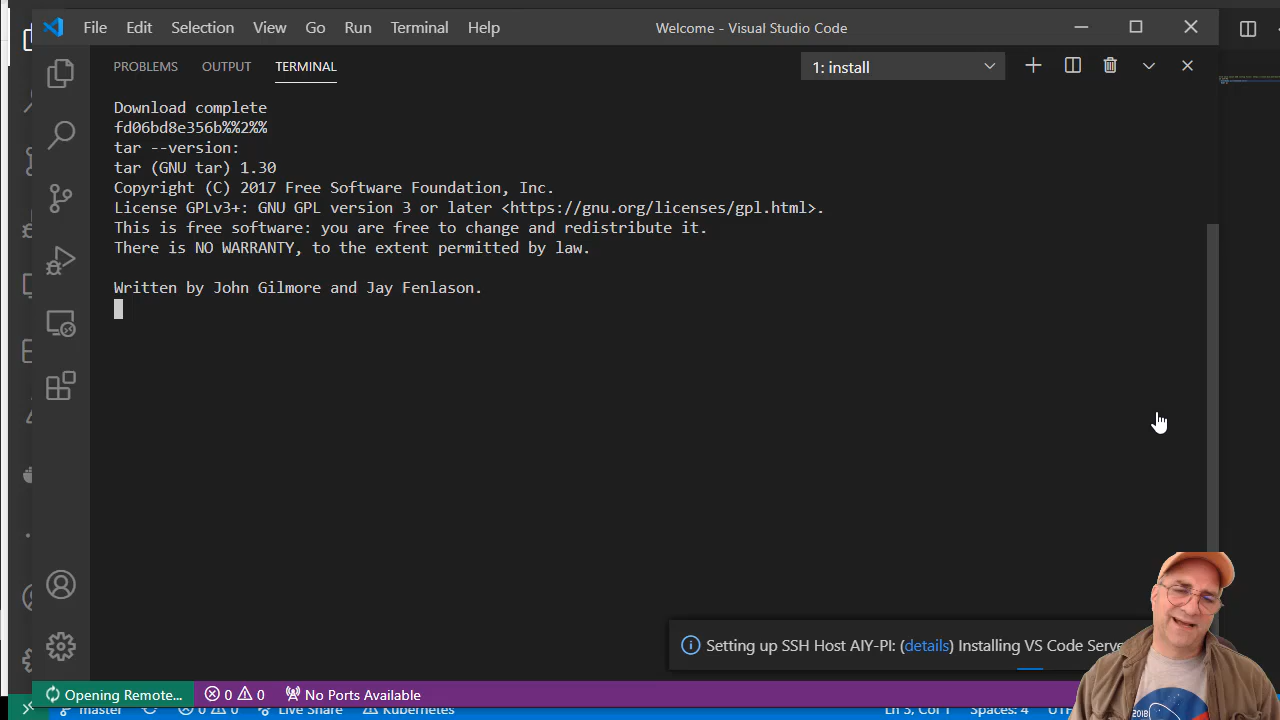 File Edit Selection View Go Run Terminal Help
Welcome - Visual Studio Code
PROBLEMS OUTPUT TERMINAL
1: install
Download complete
fd06bd8e356b%%2%%
tar --version:
tar (GNU tar) 1.30
Copyright (C) 2017 Free Software Foundation, Inc.
License GPLv3+: GNU GPL version 3 or later <https://gnu.org/licenses/gpl.html>.
This is free software: you are free to change and redistribute it.
There is NO WARRANTY, to the extent permitted by law.
Written by John Gilmore and Jay Fenlason.
Setting up SSH Host AIY-PI: (details) Installing VS Code Serve
Opening Remote... 0 0 No Ports Available
master 0 0 Live Share Kubernetes Ln 3, Col 1 Spaces: 4 UTF
2018